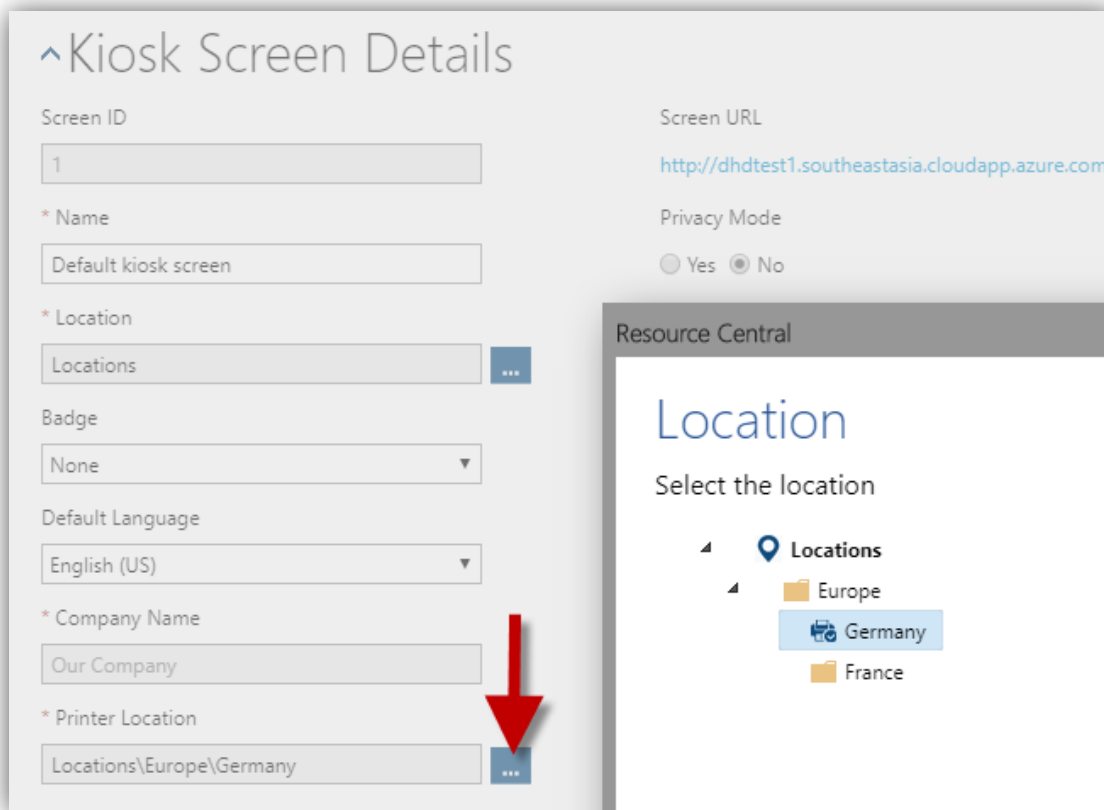 Kiosk Screen Details
Screen ID
1
* Name
Default kiosk screen
* Location
Locations
...
Badge
None
Default Language
English (US)
* Company Name
Our Company
* Printer Location
Locations\Europe\Germany
...
Screen URL
http://dhdtest1.southeastasia.cloudapp.azure.com
Privacy Mode
Yes No
Resource Central
Location
Select the location
Locations
Europe
Germany
France